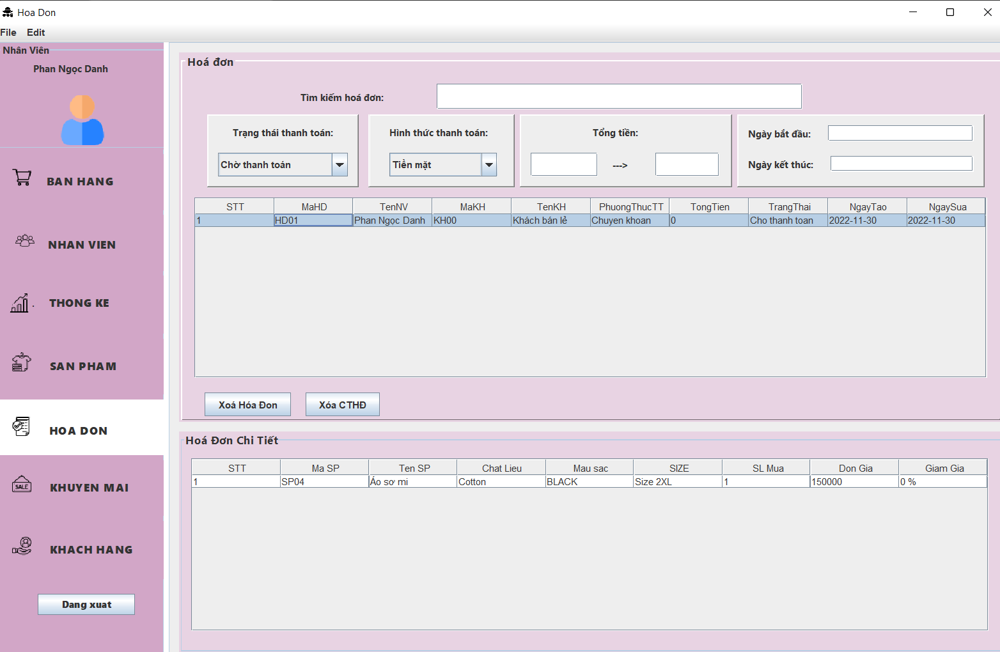 Hoa Don
File Edit
Nhân Viên
Phan Ngọc Danh
BAN HANG
NHAN VIEN
THONG KE
SAN PHAM
HOA DON
SALE
KHUYEN MAI
KHACH HANG
Dang xuat
Hoá đơn
Tìm kiếm hoá đơn:
Trạng thái thanh toán:
Chờ thanh toán
Hình thức thanh toán:
Tiền mặt
Tổng tiền:
--->
Ngày bắt đầu:
Ngày kết thúc:
STT MaHD TenNV MaKH TenKH PhuongThucTT TongTien TrangThai NgayTao NgaySua
1 HD01 Phan Ngọc Danh KH00 Khách bán lẻ Chuyen khoan 0 Cho thanh toan 2022-11-30 2022-11-30
Xoá Hóa Đon Xóa CTHĐ
Hoá Đơn Chi Tiết
STT Ma SP Ten SP Chat Lieu Mau sac SIZE SL Mua Don Gia Giam Gia
1 SP04 Áo sơ mi Cotton BLACK Size 2XL 1 150000 0 %